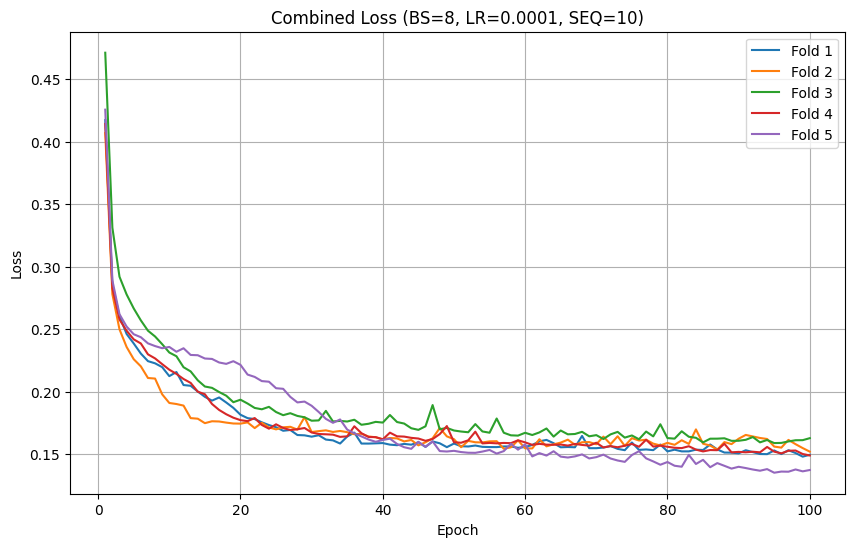 Combined Loss (BS=8, LR=0.0001, SEQ=10)
Fold 1
Fold 2
Fold 3
Fold 4
Fold 5
Loss
0.45
0.40
0.35
0.30
0.25
0.20
0.15
0 20 40 60 80 100
Epoch